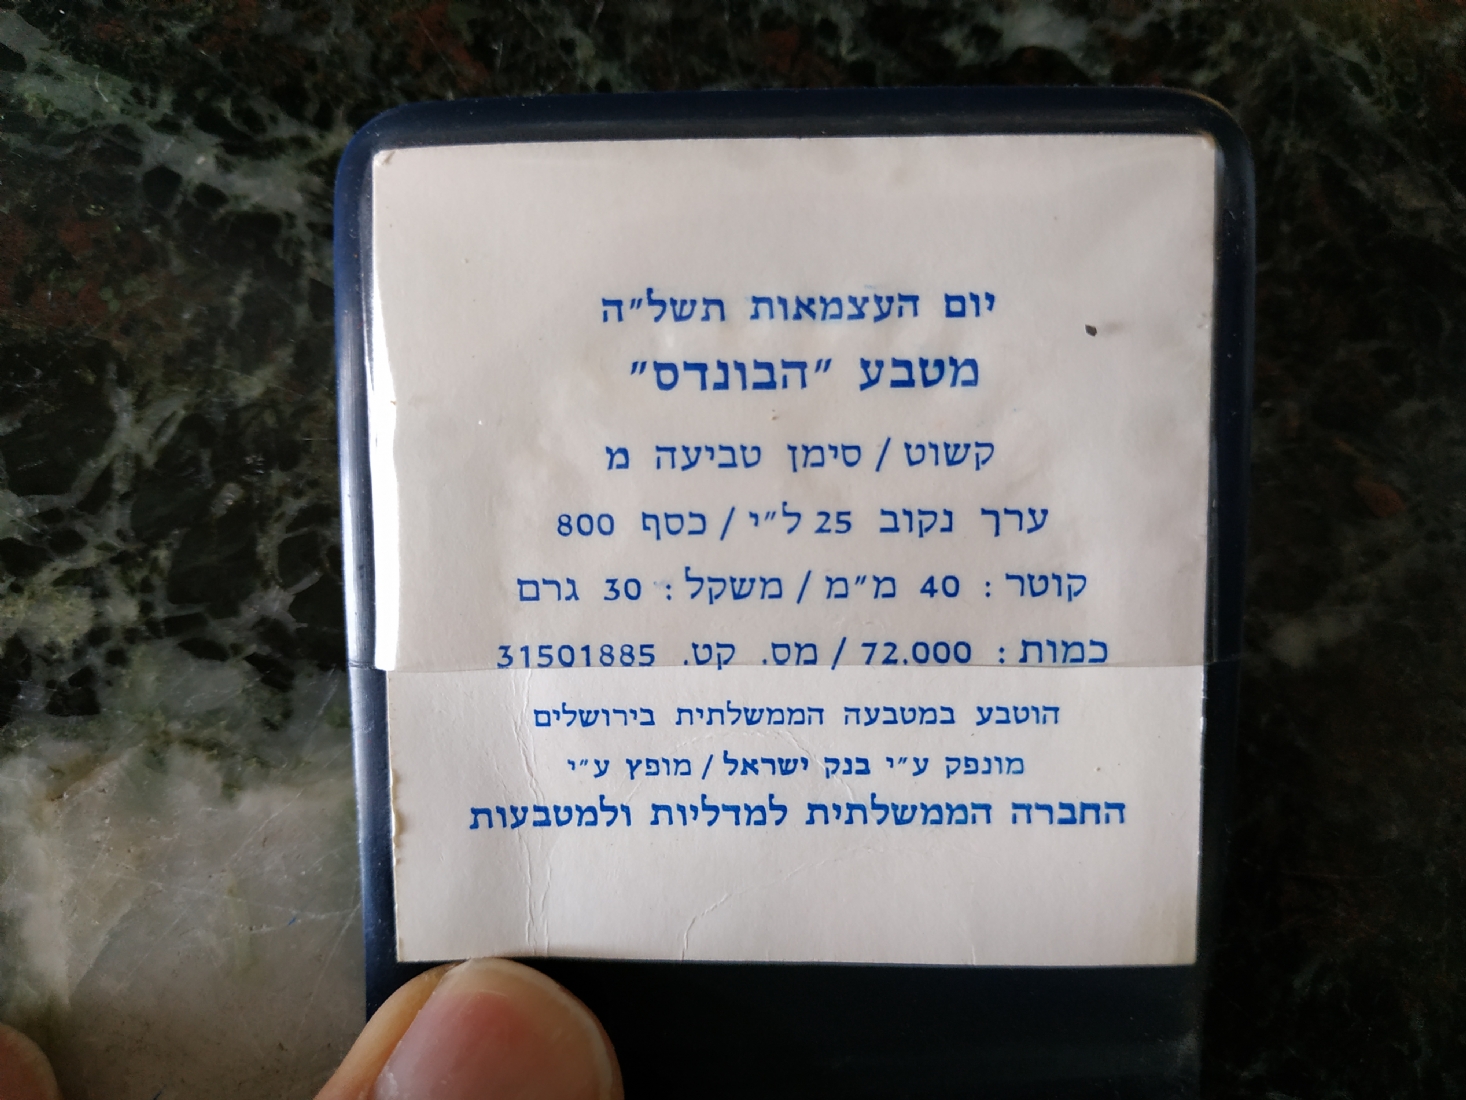 יום העצמאות תשל״ה
מטבע ״הבונדס״
קשוט / סימן טביעה מ
ערך נקוב 25 ל״י / כסף 800
קוטר : 40 מ״מ / משקל : 30 גרם
כמות : 72.000 / מס. קט. 31501885
הוטבע במטבעה הממשלתית בירושלים
מונפק ע״י בנק ישראל / מופץ ע״י
החברה הממשלתית למדליות ולמטבעות